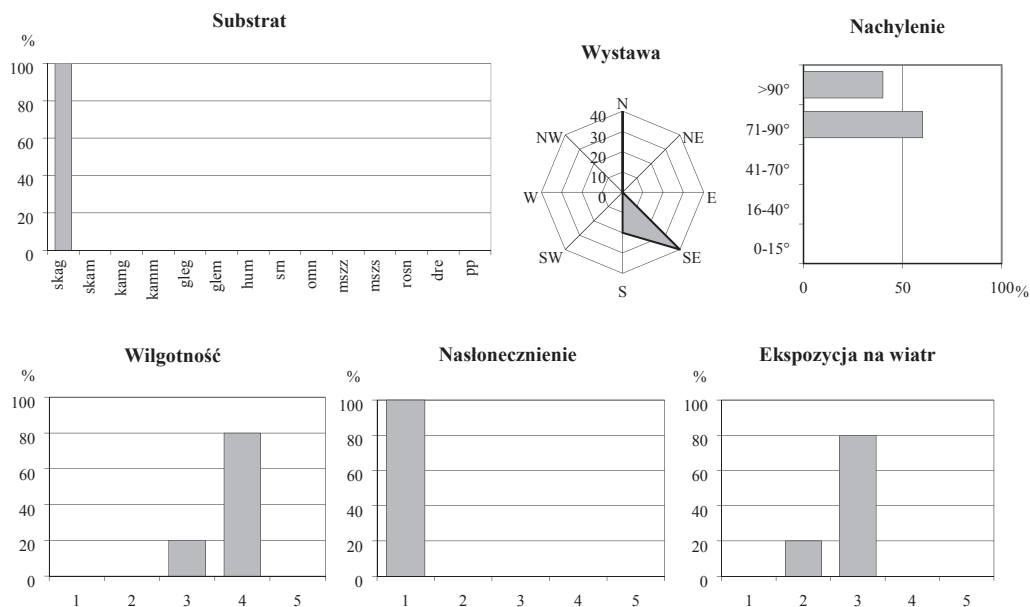 Substrat
%
100
80
60
40
20
0
skag
skam
kamg
kamm
gleg
glem
hum
srn
omn
mszz
mszs
rosn
dre
pp
Wystawa
N
NE
E
SE
S
SW
W
NW
40
30
20
10
0
Nachylenie
>90°
71-90°
41-70°
16-40°
0-15°
0 50 100 %
Wilgotność
%
100
80
60
40
20
0
1 2 3 4 5
Nasłonecznienie
%
100
80
60
40
20
0
1 2 3 4 5
Ekspozycja na wiatr
%
100
80
60
40
20
0
1 2 3 4 5